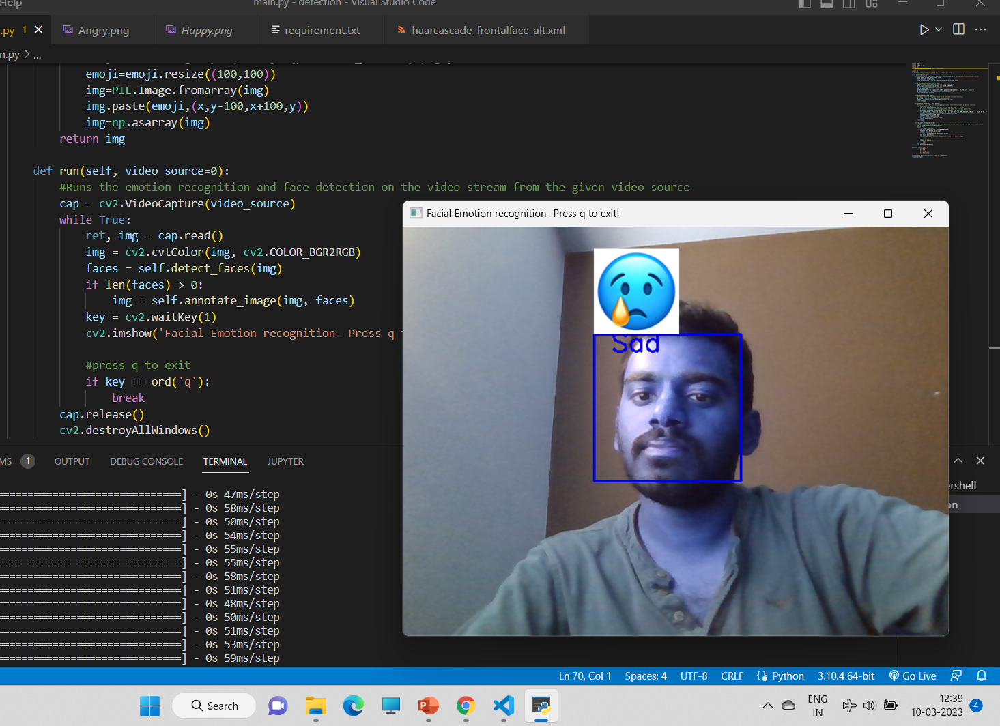 Help
main.py - detection - Visual Studio Code
.py 1
Angry.png
Happy.png
requirement.txt
haarcascade_frontalface_alt.xml
n.py > ...
emoji=emoji.resize((100,100))
img=PIL.Image.fromarray(img)
img.paste(emoji,(x,y-100,x+100,y))
img=np.asarray(img)
return img
def run(self, video_source=0):
#Runs the emotion recognition and face detection on the video stream from the given video source
cap = cv2.VideoCapture(video_source)
while True:
ret, img = cap.read()
img = cv2.cvtColor(img, cv2.COLOR_BGR2RGB)
faces = self.detect_faces(img)
if len(faces) > 0:
img = self.annotate_image(img, faces)
key = cv2.waitKey(1)
cv2.imshow('Facial Emotion recognition- Press q
#press q to exit
if key == ord('q'):
break
cap.release()
cv2.destroyAllWindows()
Facial Emotion recognition- Press q to exit!
Sad
MS 1
OUTPUT
DEBUG CONSOLE
TERMINAL
JUPYTER
ershell
on
==============================] - 0s 47ms/step
==============================] - 0s 58ms/step
==============================] - 0s 50ms/step
==============================] - 0s 54ms/step
==============================] - 0s 55ms/step
==============================] - 0s 55ms/step
==============================] - 0s 58ms/step
==============================] - 0s 51ms/step
==============================] - 0s 48ms/step
==============================] - 0s 50ms/step
==============================] - 0s 51ms/step
==============================] - 0s 53ms/step
==============================] - 0s 59ms/step
Ln 70, Col 1
Spaces: 4
UTF-8
CRLF
Python
3.10.4 64-bit
Go Live
Search
ENG
IN
12:39
10-03-2023
4